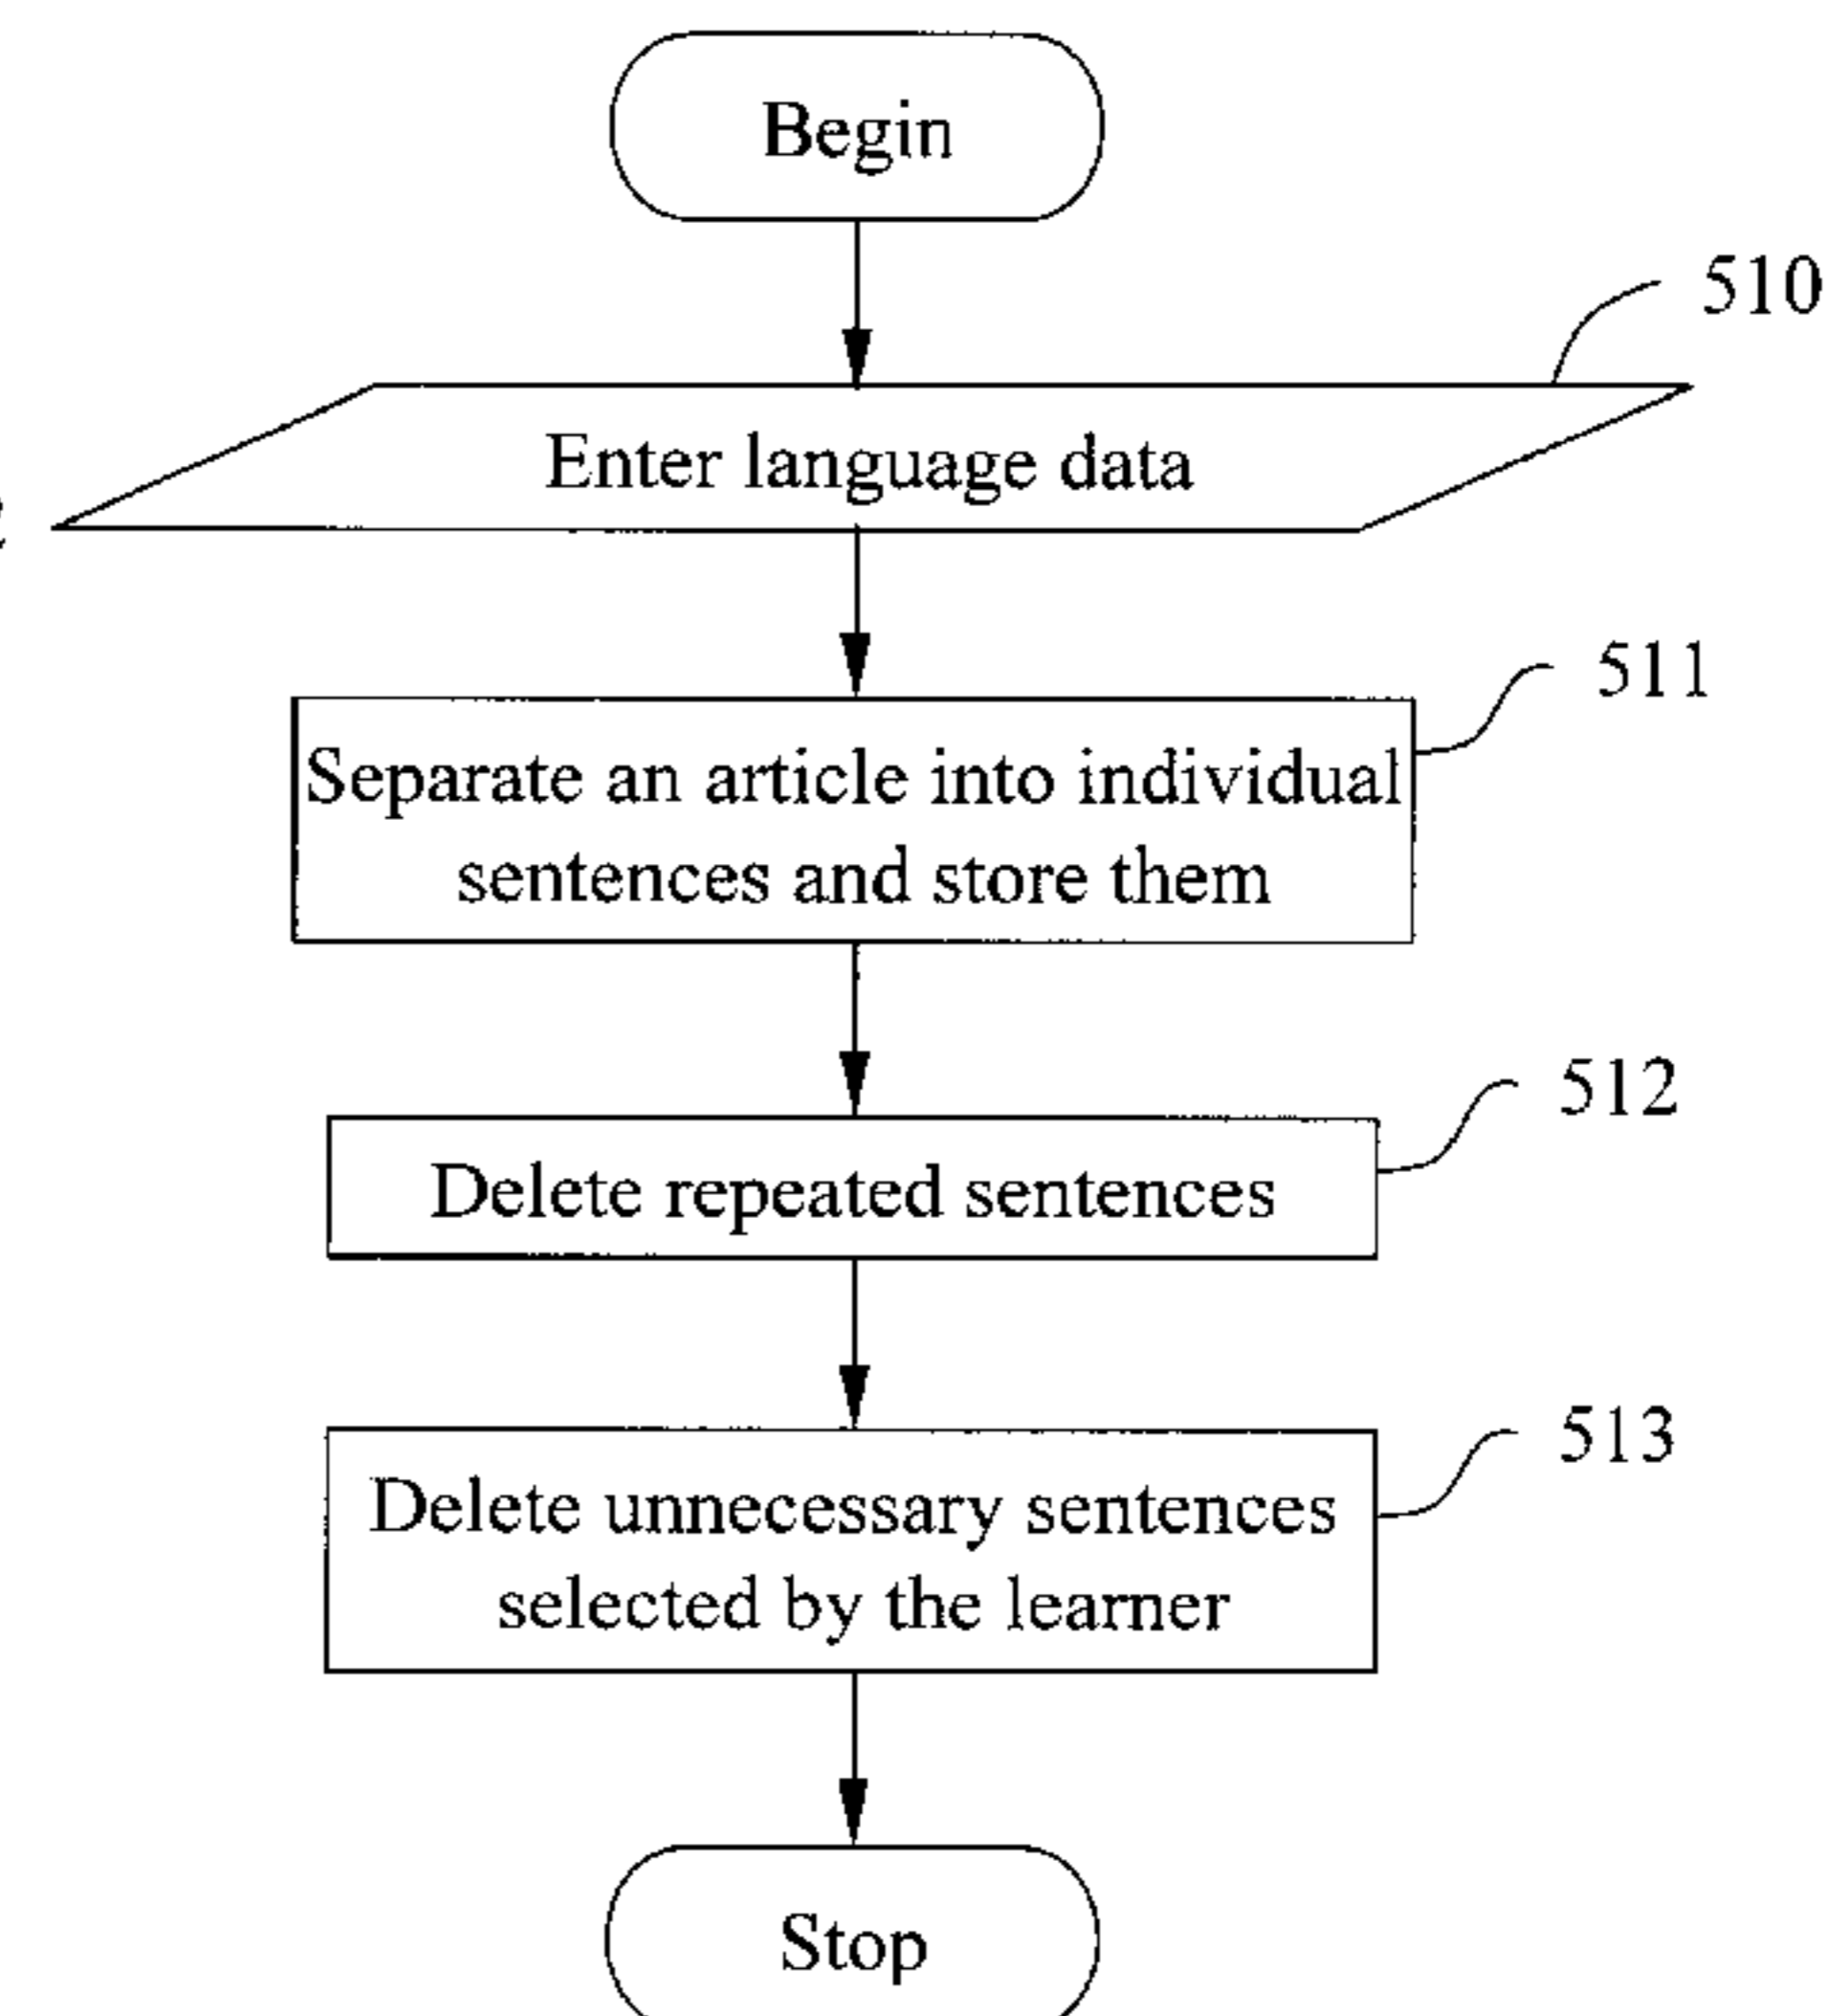 Begin
510
Enter language data
511
Separate an article into individual
sentences and store them
512
Delete repeated sentences
513
Delete unnecessary sentences
selected by the learner
Stop